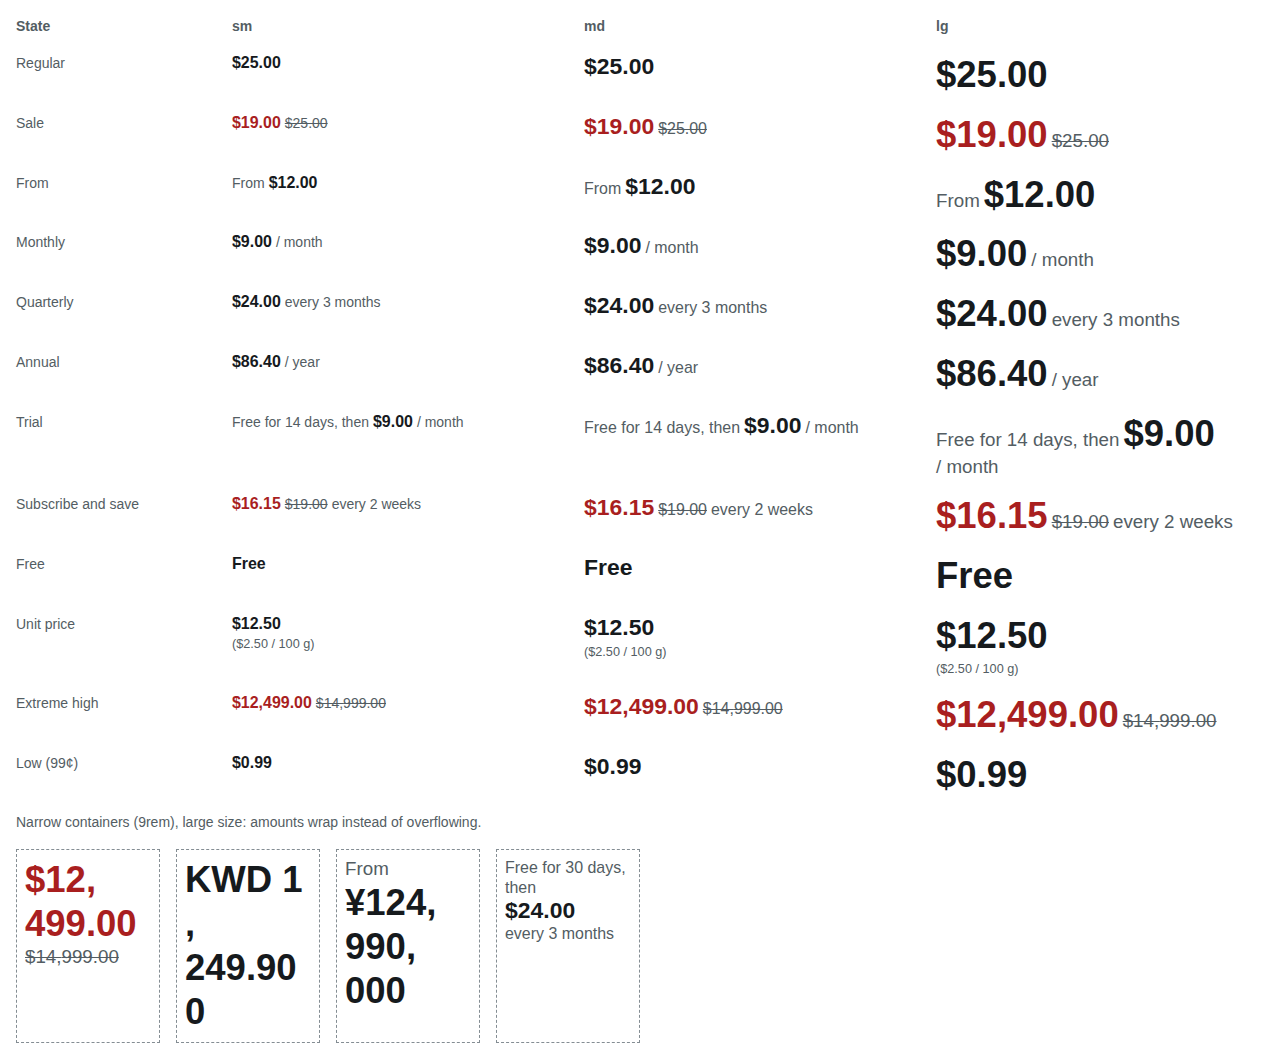 State sm md lg
Regular $25.00 $25.00 $25.00
Sale $19.00 $25.00 $19.00 $25.00 $19.00 $25.00
From From $12.00 From $12.00 From $12.00
Monthly $9.00 / month $9.00 / month $9.00 / month
Quarterly $24.00 every 3 months $24.00 every 3 months $24.00 every 3 months
Annual $86.40 / year $86.40 / year $86.40 / year
Trial Free for 14 days, then $9.00 / month Free for 14 days, then $9.00 / month Free for 14 days, then $9.00
/ month
Subscribe and save $16.15 $19.00 every 2 weeks $16.15 $19.00 every 2 weeks $16.15 $19.00 every 2 weeks
Free Free Free Free
Unit price $12.50 $12.50 $12.50
($2.50 / 100 g) ($2.50 / 100 g) ($2.50 / 100 g)
Extreme high $12,499.00 $14,999.00 $12,499.00 $14,999.00 $12,499.00 $14,999.00
Low (99¢) $0.99 $0.99 $0.99
Narrow containers (9rem), large size: amounts wrap instead of overflowing.
$12,
499.00
$14,999.00
KWD 1
,
249.90
0
From
¥124,
990,
000
Free for 30 days,
then
$24.00
every 3 months